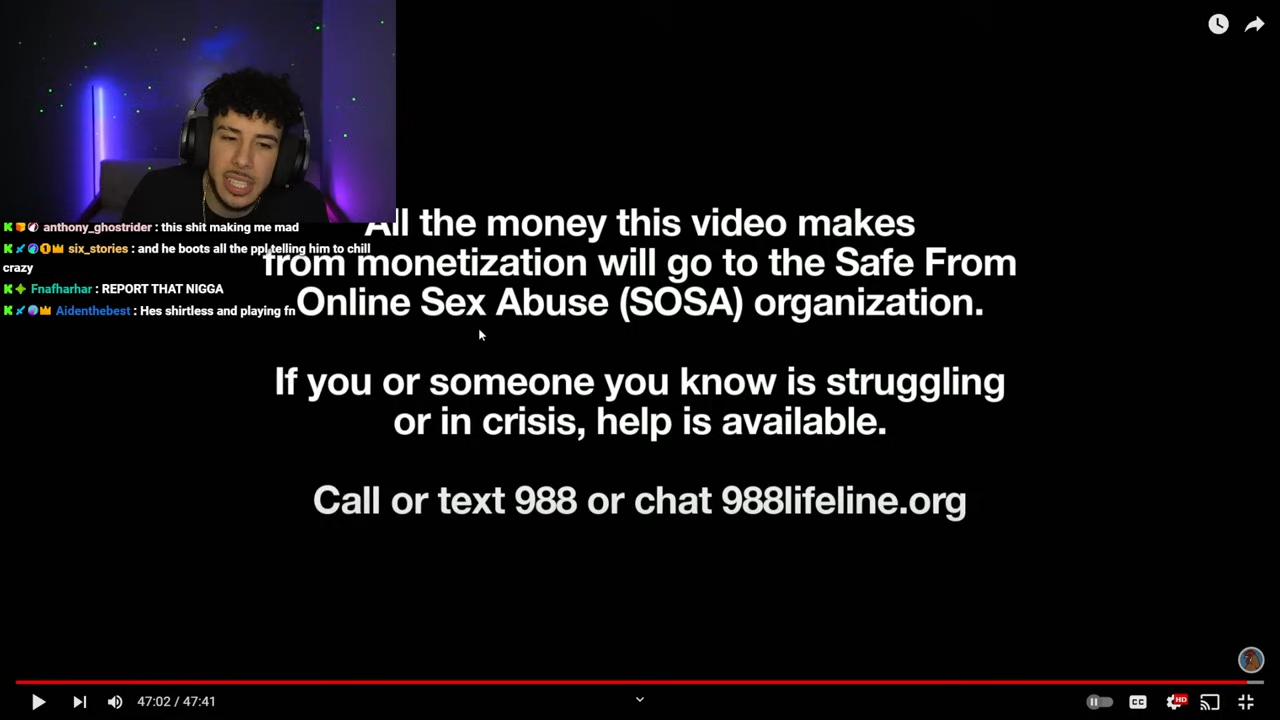 anthony_ghostrider : this shit making me mad
six_stories : and he boots all the ppl telling him to chill
crazy
Fnafharhar : REPORT THAT NIGGA
Aidenthebest : Hes shirtless and playing fn
All the money this video makes
from monetization will go to the Safe From
Online Sex Abuse (SOSA) organization.
If you or someone you know is struggling
or in crisis, help is available.
Call or text 988 or chat 988lifeline.org
47:02 / 47:41
CC
HD